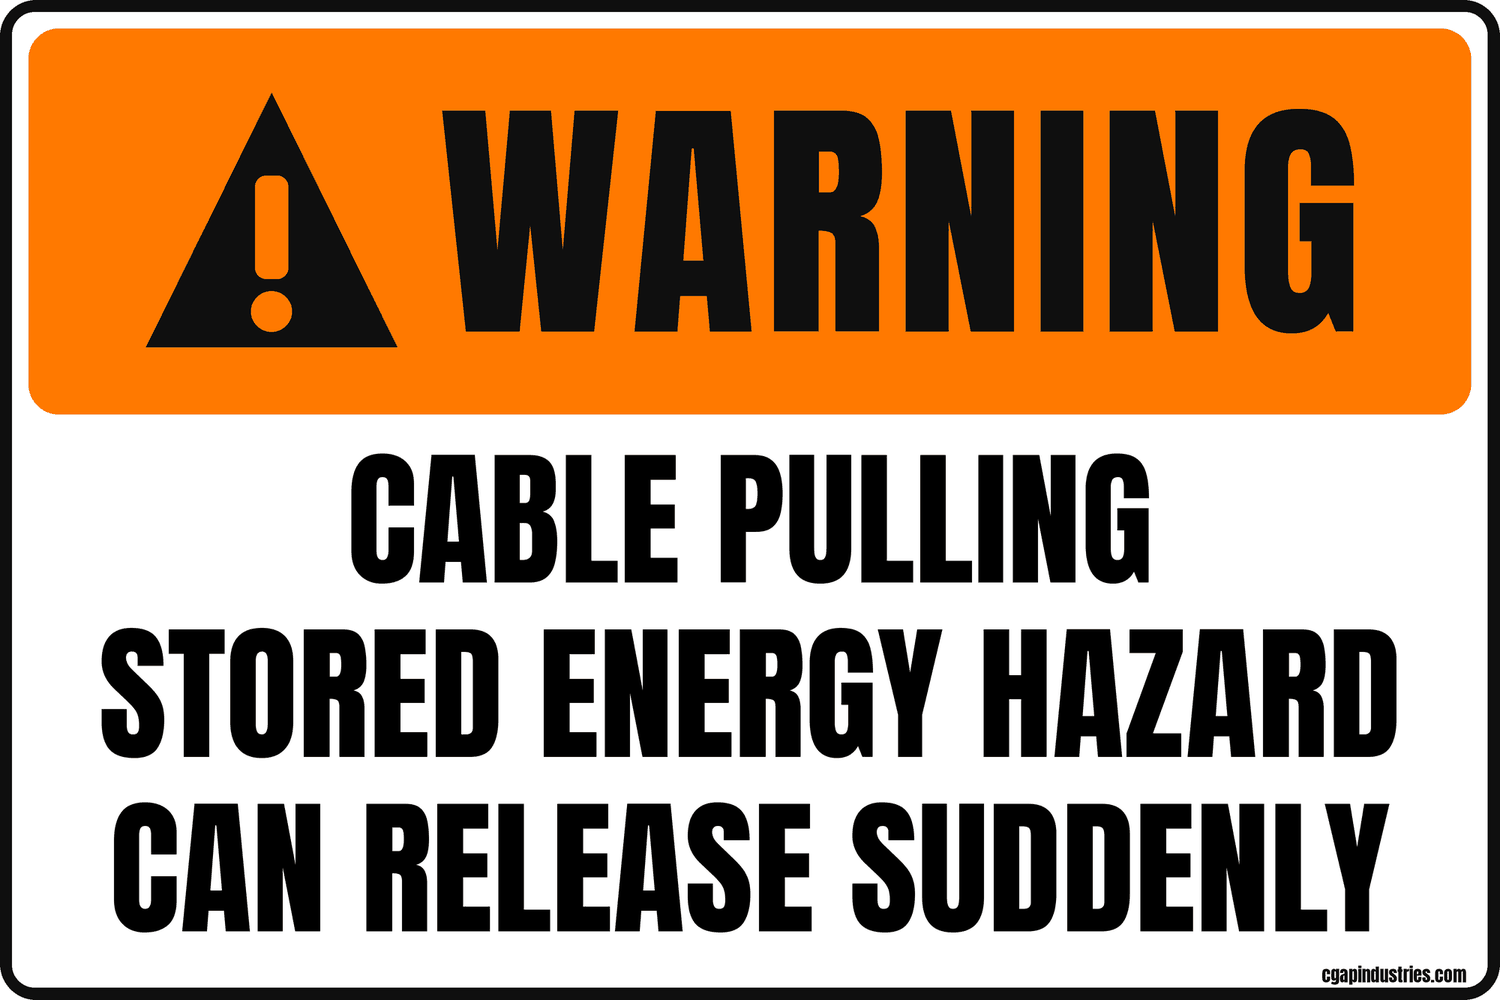 WARNING
CABLE PULLING
STORED ENERGY HAZARD
CAN RELEASE SUDDENLY
cgapindustries.com